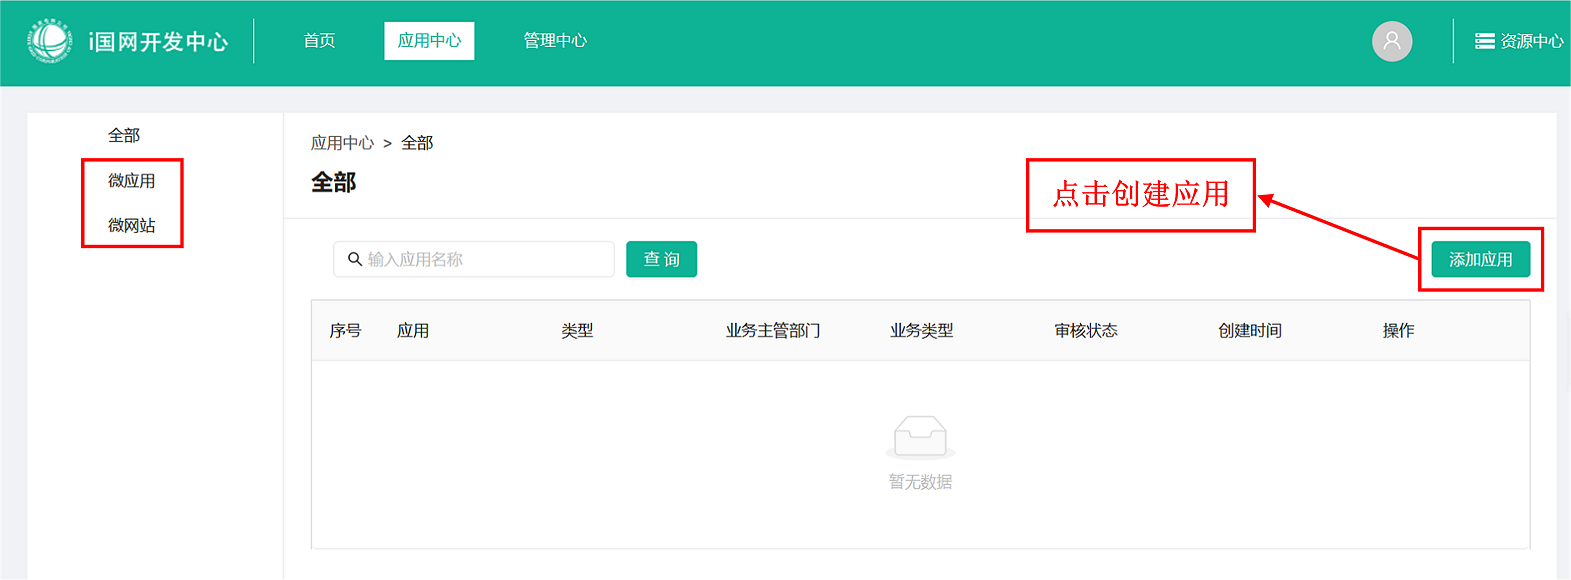 i国网开发中心
首页
应用中心
管理中心
资源中心
全部
微应用
微网站
应用中心 > 全部
全部
点击创建应用
输入应用名称
查 询
添加应用
序号 应用 类型 业务主管部门 业务类型 审核状态 创建时间 操作
暂无数据